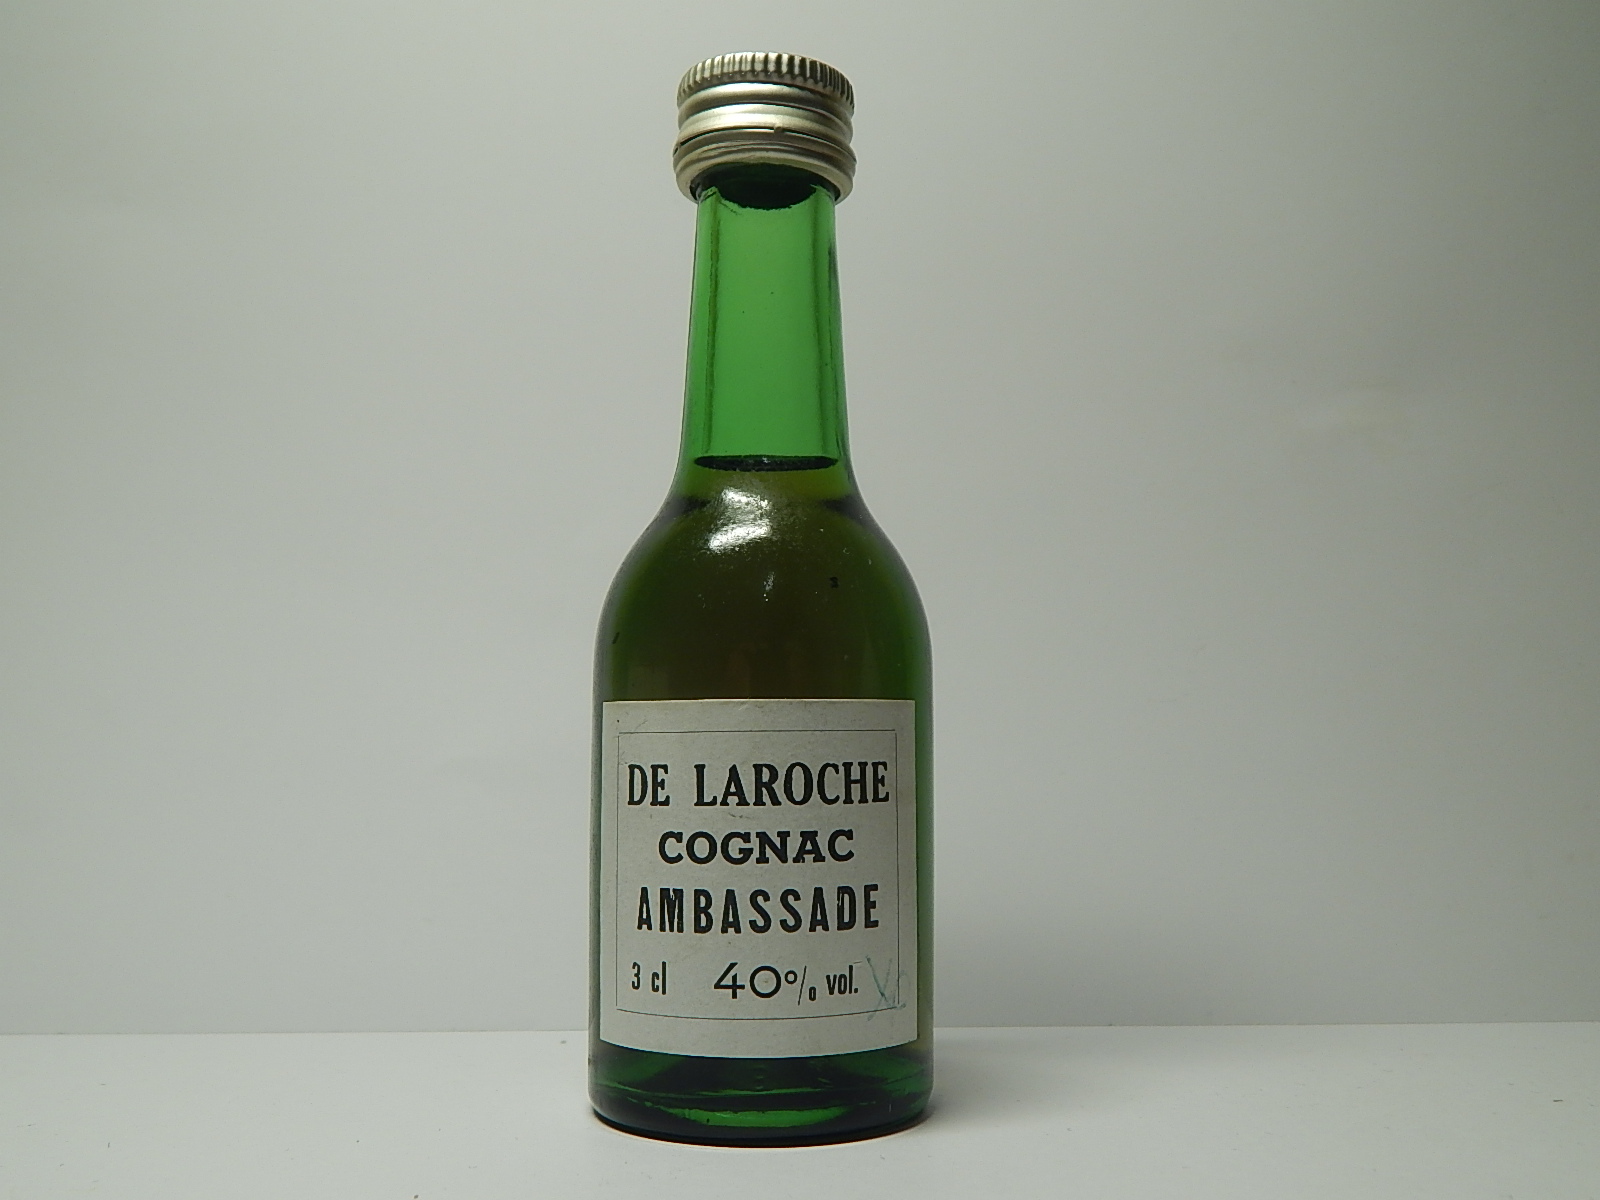 DE LAROCHE
COGNAC
AMBASSADE
3 cl 40% vol.